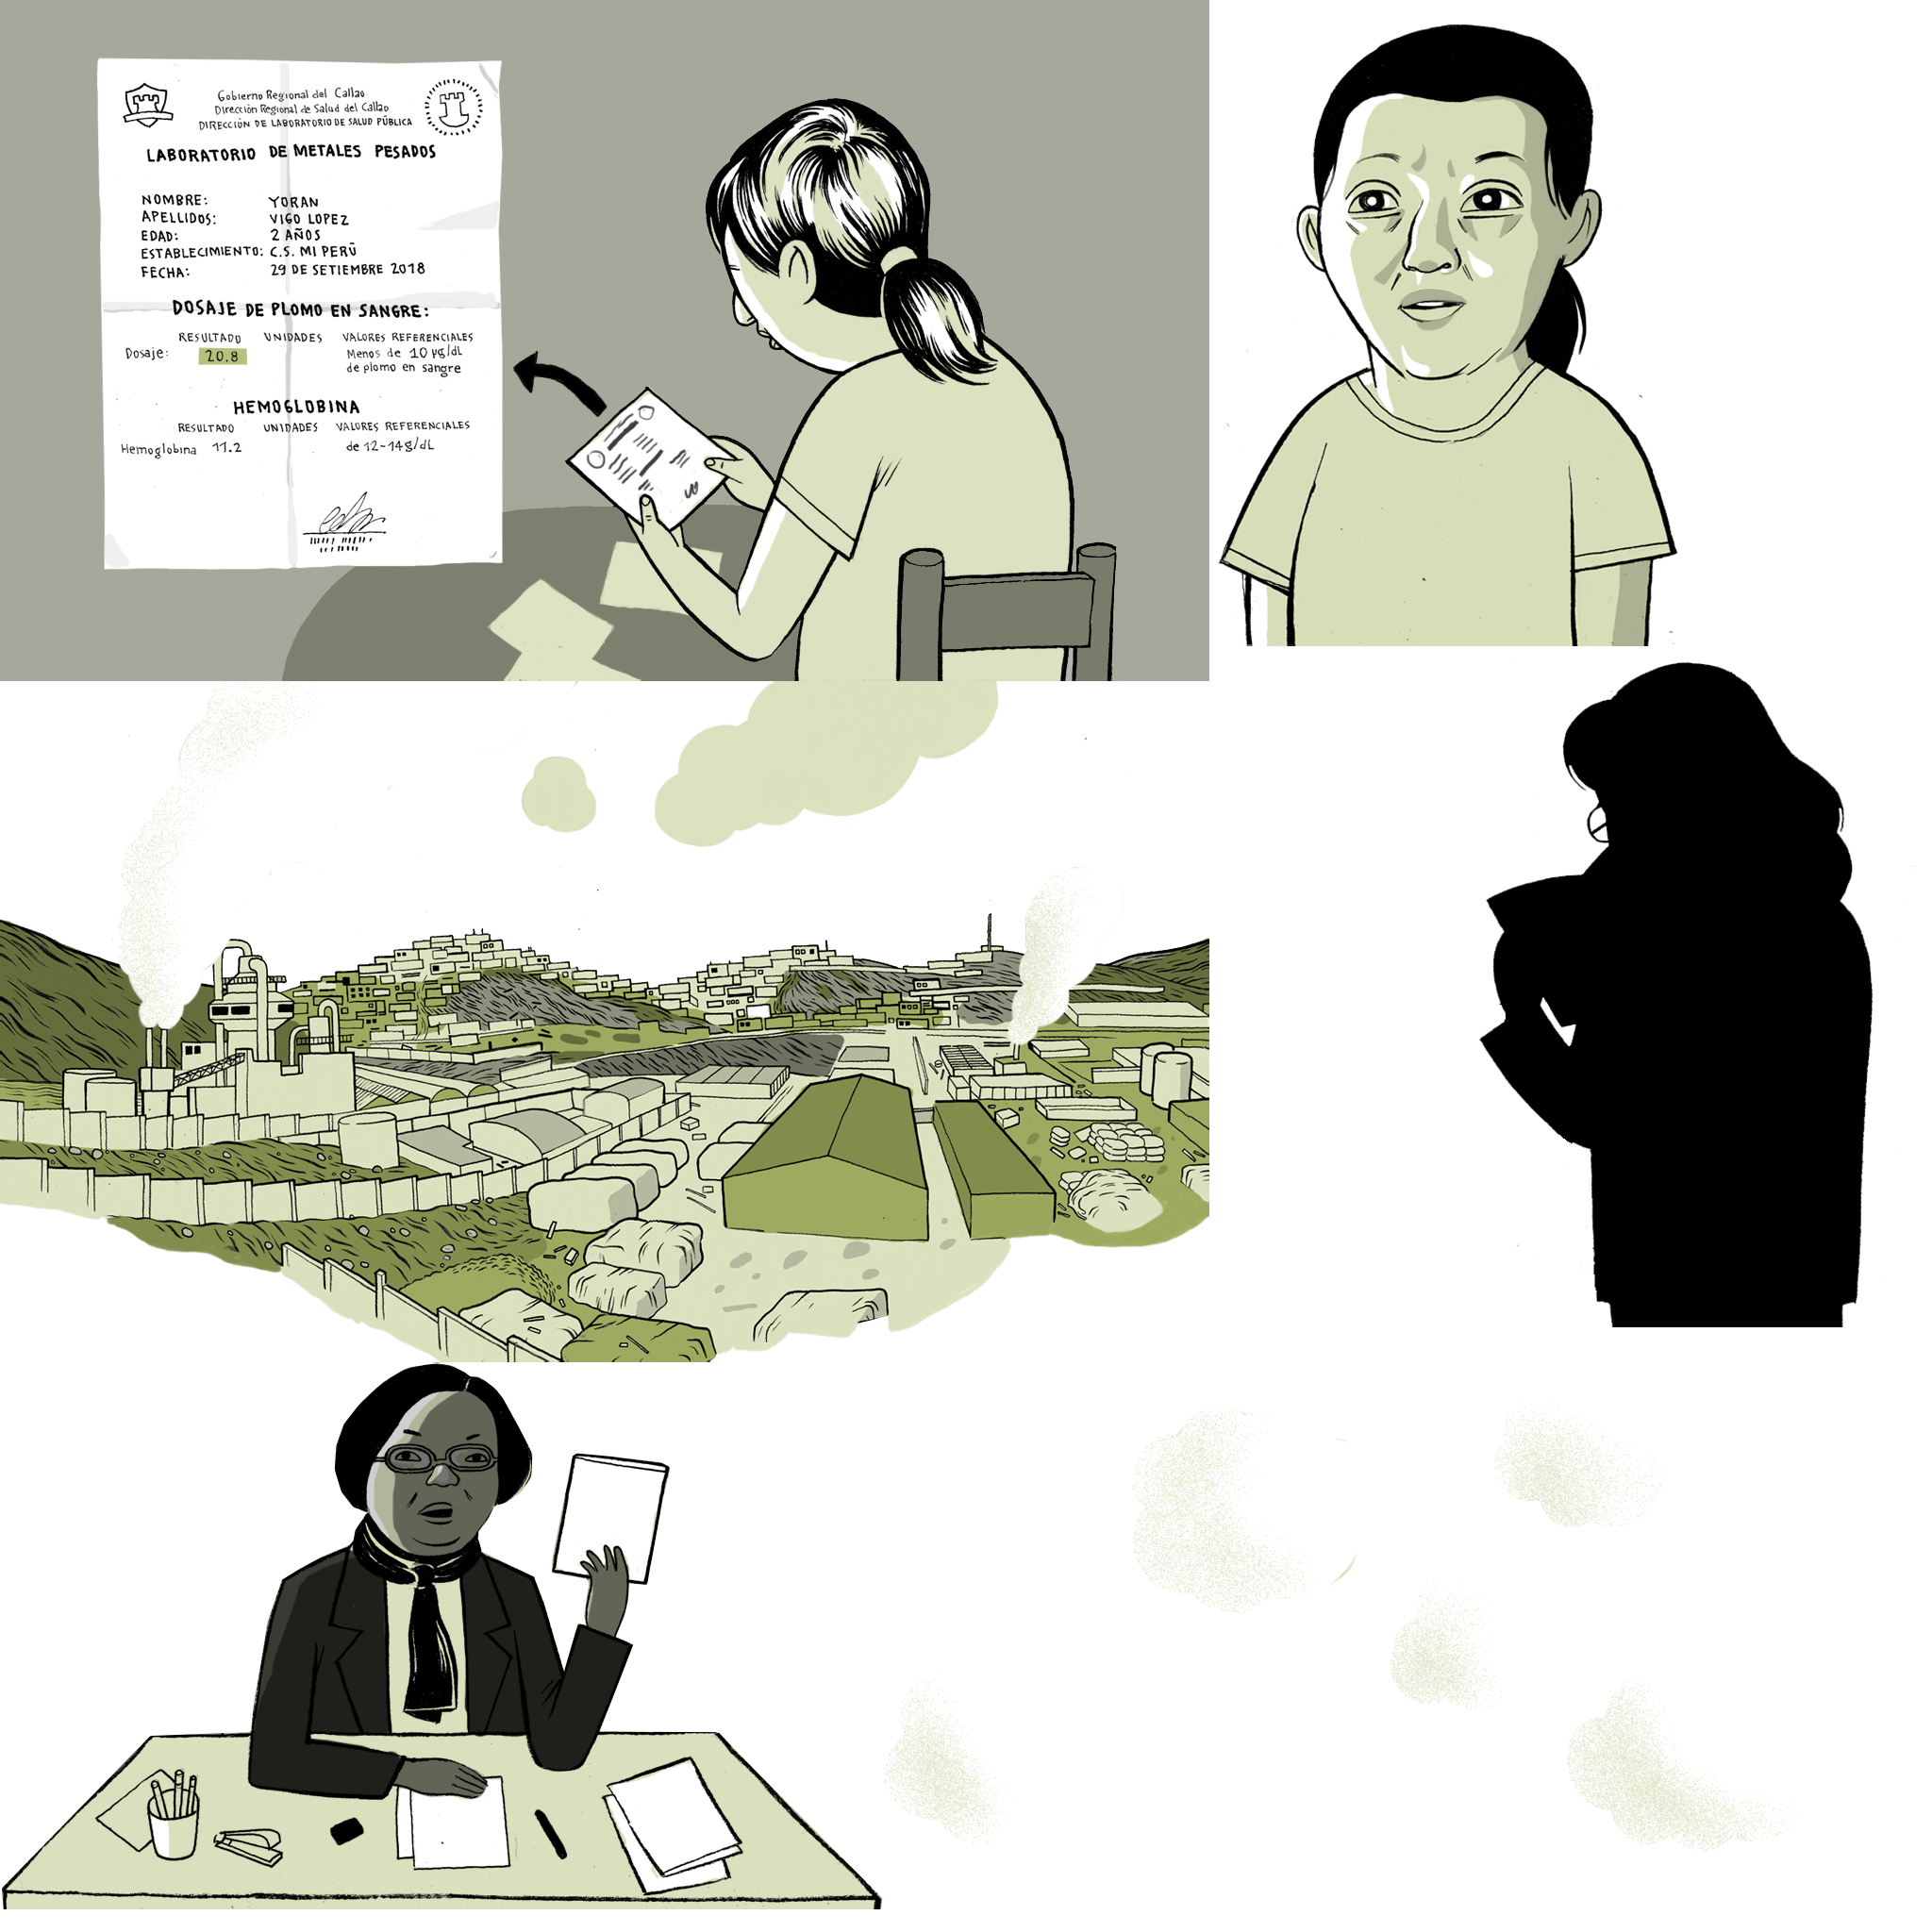 Gobierno Regional del Callao
Dirección Regional de Salud del Callao
DIRECCIÓN DE LABORATORIO DE SALUD PÚBLICA
LABORATORIO DE METALES PESADOS
NOMBRE: YORAN
APELLIDOS: VIGO LOPEZ
EDAD: 2 AÑOS
ESTABLECIMIENTO: C.S. MI PERÚ
FECHA: 29 DE SETIEMBRE 2018
DOSAJE DE PLOMO EN SANGRE:
RESULTADO UNIDADES VALORES REFERENCIALES
Dosaje: 20.8 Menos de 10 µg/dL
de plomo en sangre
HEMOGLOBINA
RESULTADO UNIDADES VALORES REFERENCIALES
Hemoglobina 11.2 de 12-14g/dL